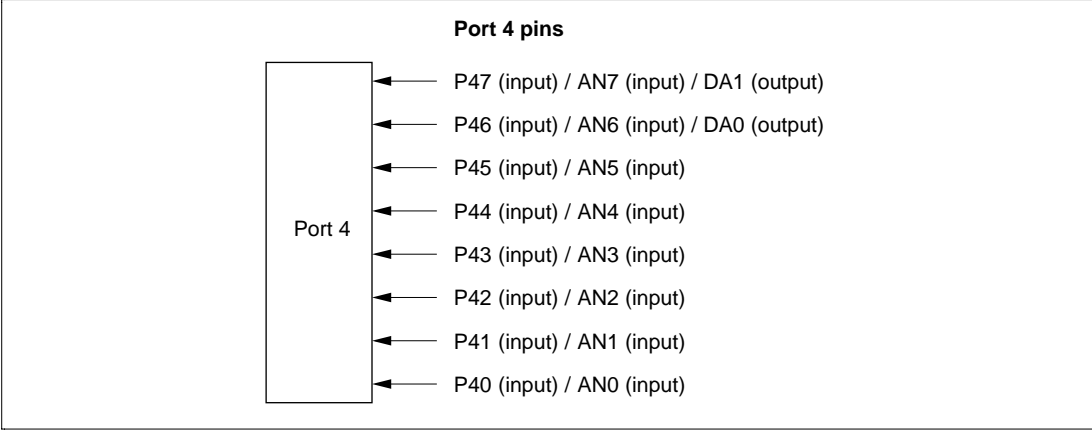 Port 4 pins
P47 (input) / AN7 (input) / DA1 (output)
P46 (input) / AN6 (input) / DA0 (output)
P45 (input) / AN5 (input)
P44 (input) / AN4 (input)
Port 4
P43 (input) / AN3 (input)
P42 (input) / AN2 (input)
P41 (input) / AN1 (input)
P40 (input) / AN0 (input)